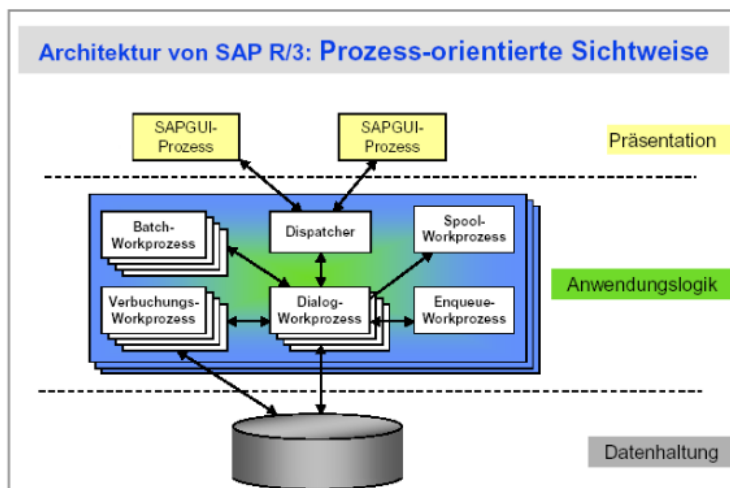 Architektur von SAP R/3: Prozess-orientierte Sichtweise
SAPGUI-
Prozess
SAPGUI-
Prozess
Präsentation
Batch-
Workprozess
Dispatcher
Spool-
Workprozess
Anwendungslogik
Verbuchungs-
Workprozess
Dialog-
Workprozess
Enqueue-
Workprozess
Datenhaltung